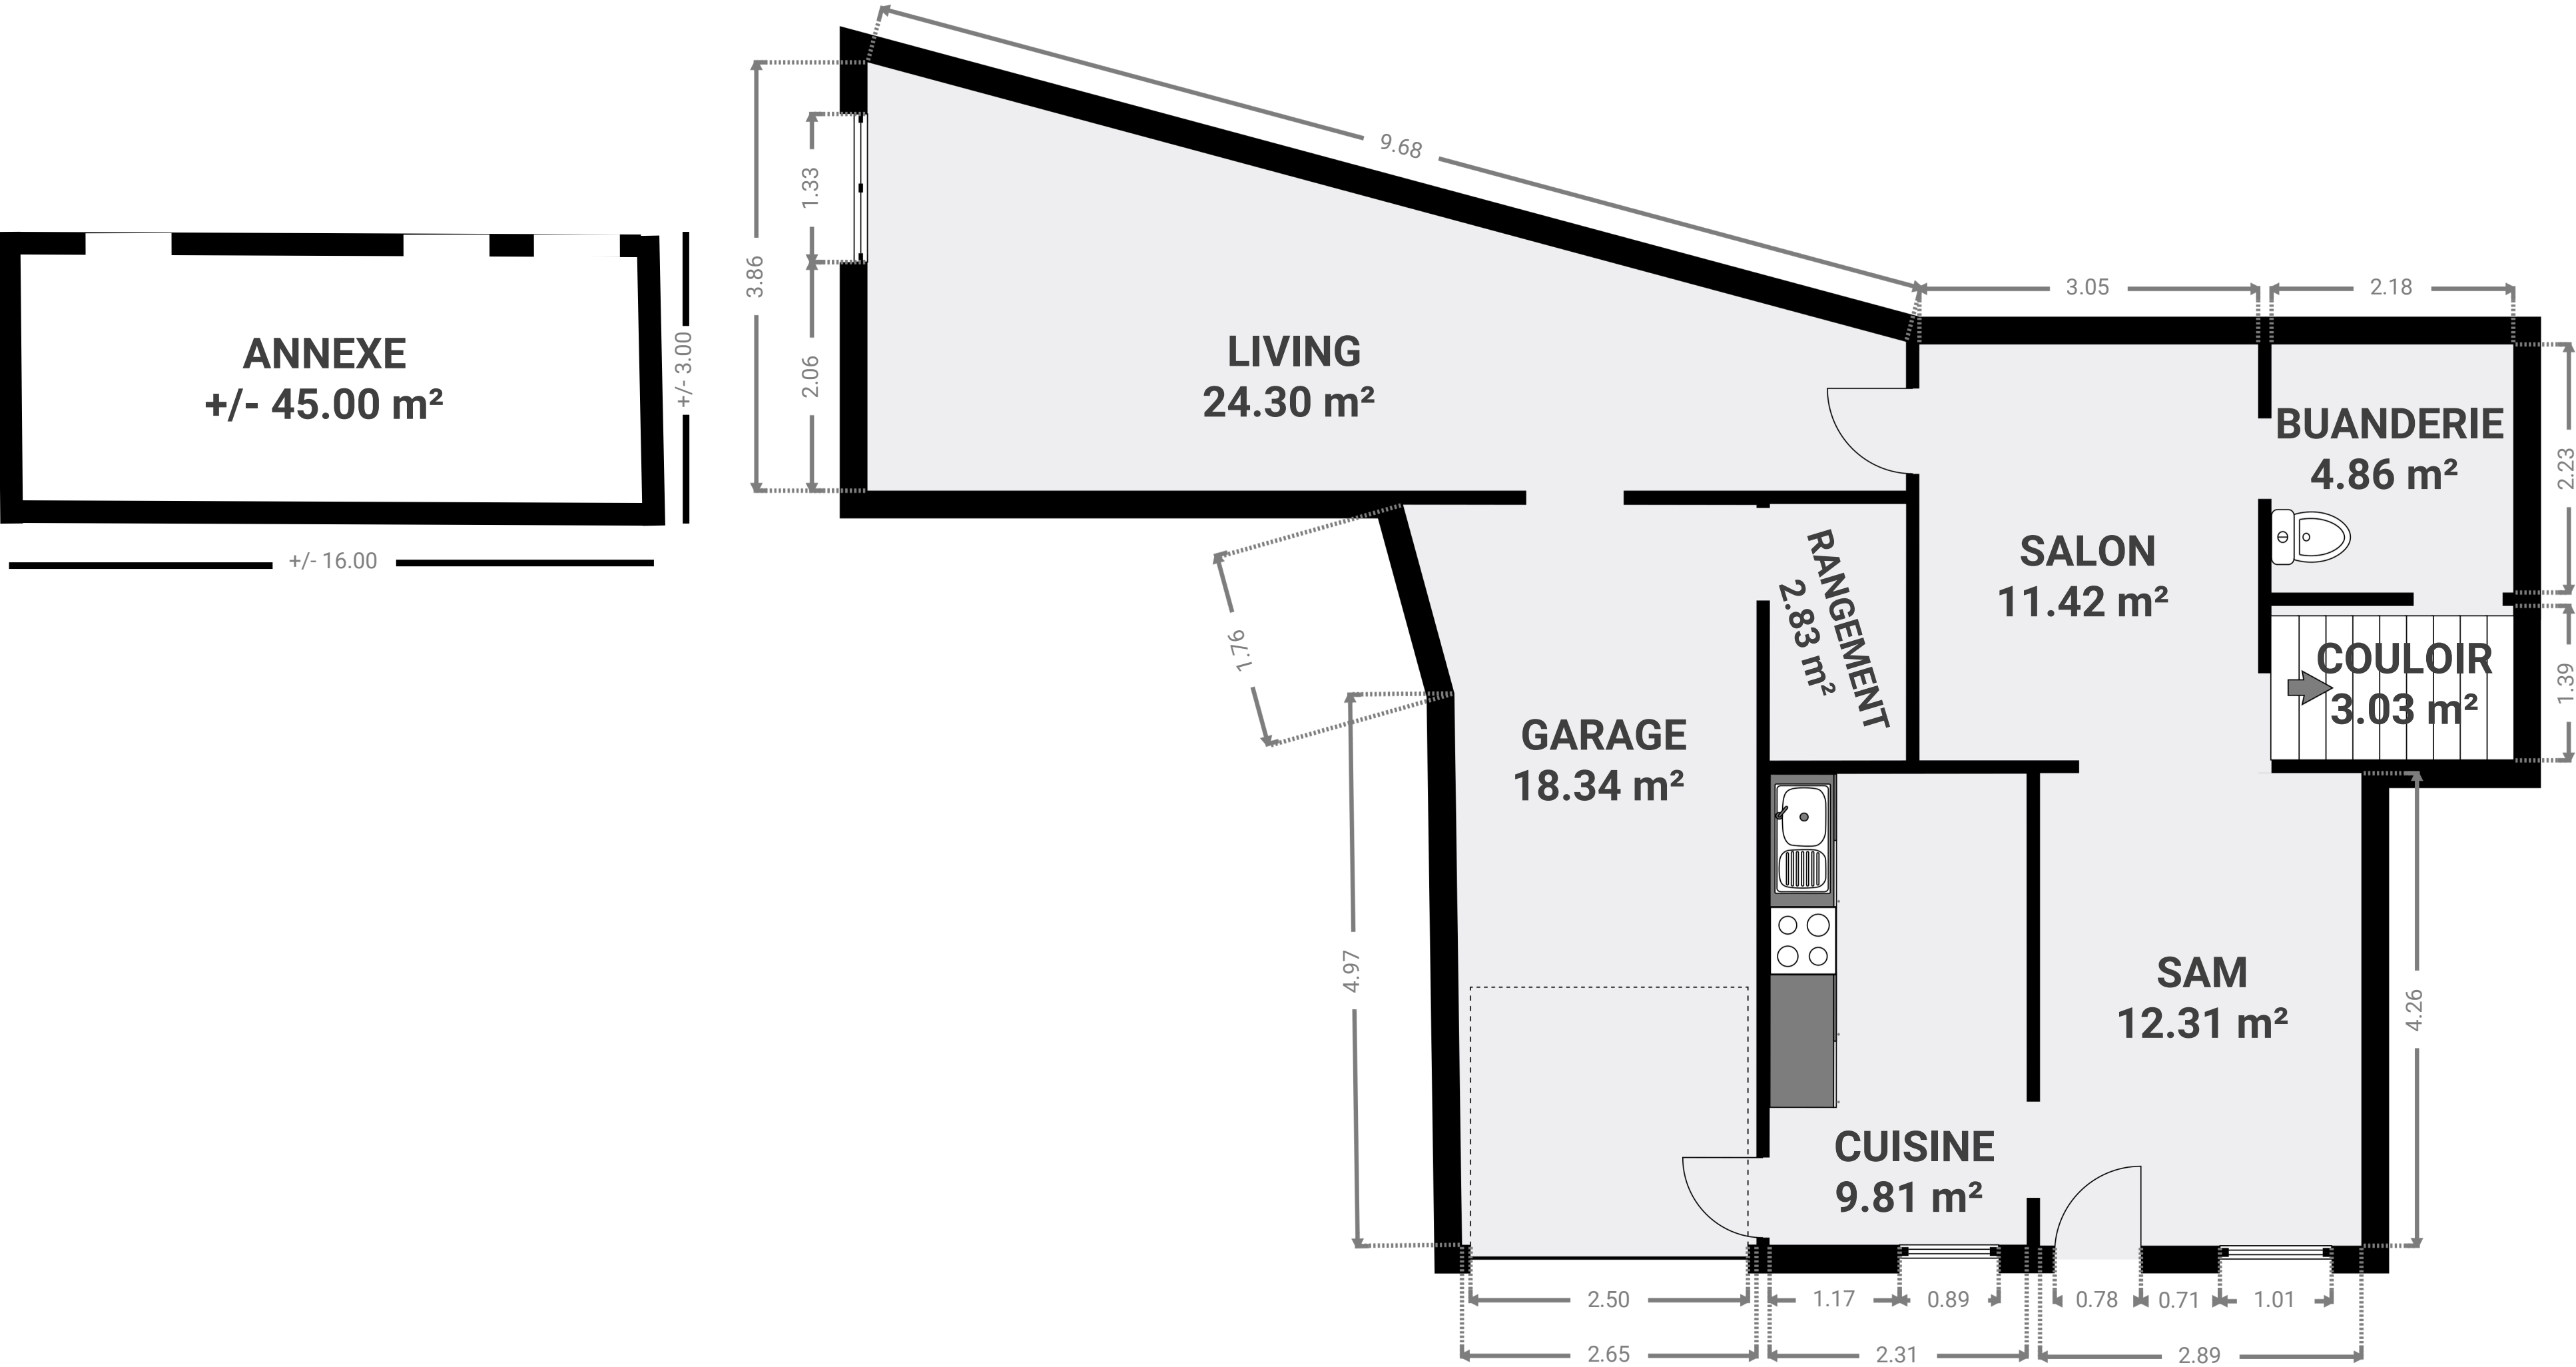 9.68
3.86
1.33
2.06
3.05
2.18
ANNEXE
+/- 45.00 m²
+/- 3.00
+/- 16.00
LIVING
24.30 m²
BUANDERIE
4.86 m²
2.23
SALON
11.42 m²
RANGEMENT
2.83 m²
COULOIR
3.03 m²
1.39
1.76
GARAGE
18.34 m²
4.97
SAM
12.31 m²
4.26
CUISINE
9.81 m²
2.50
1.17
0.89
0.78
0.71
1.01
2.65
2.31
2.89